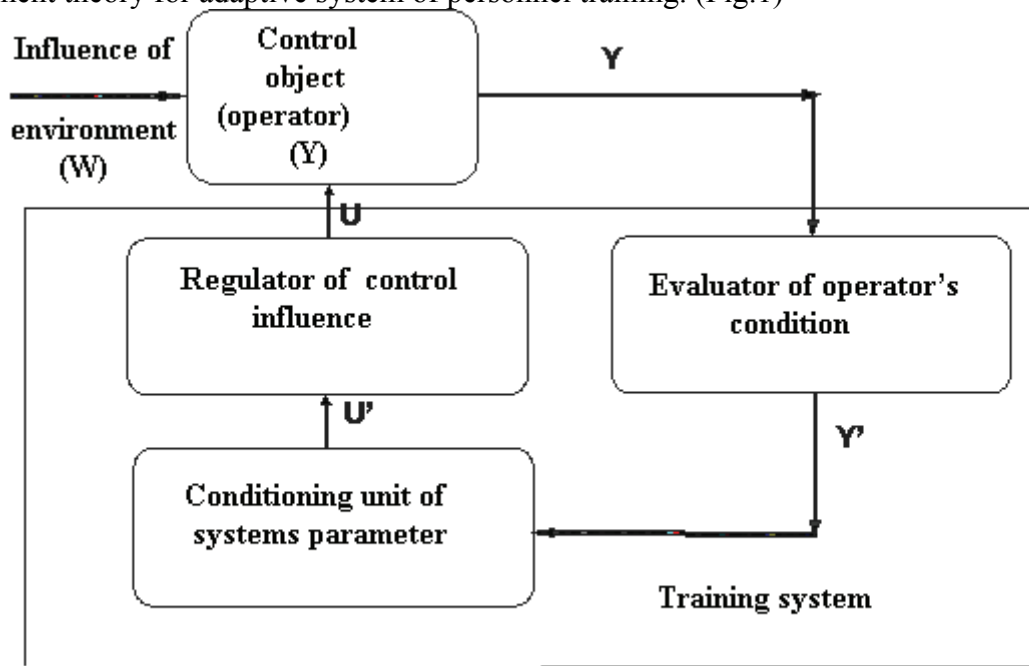 ment theory for adaptive system of personnel training. (Fig.1)
Influence of
environment
(W)
Control
object
(operator)
(Y)
Y
U
Regulator of control
influence
Evaluator of operator's
condition
U'
Y'
Conditioning unit of
systems parameter
Training system